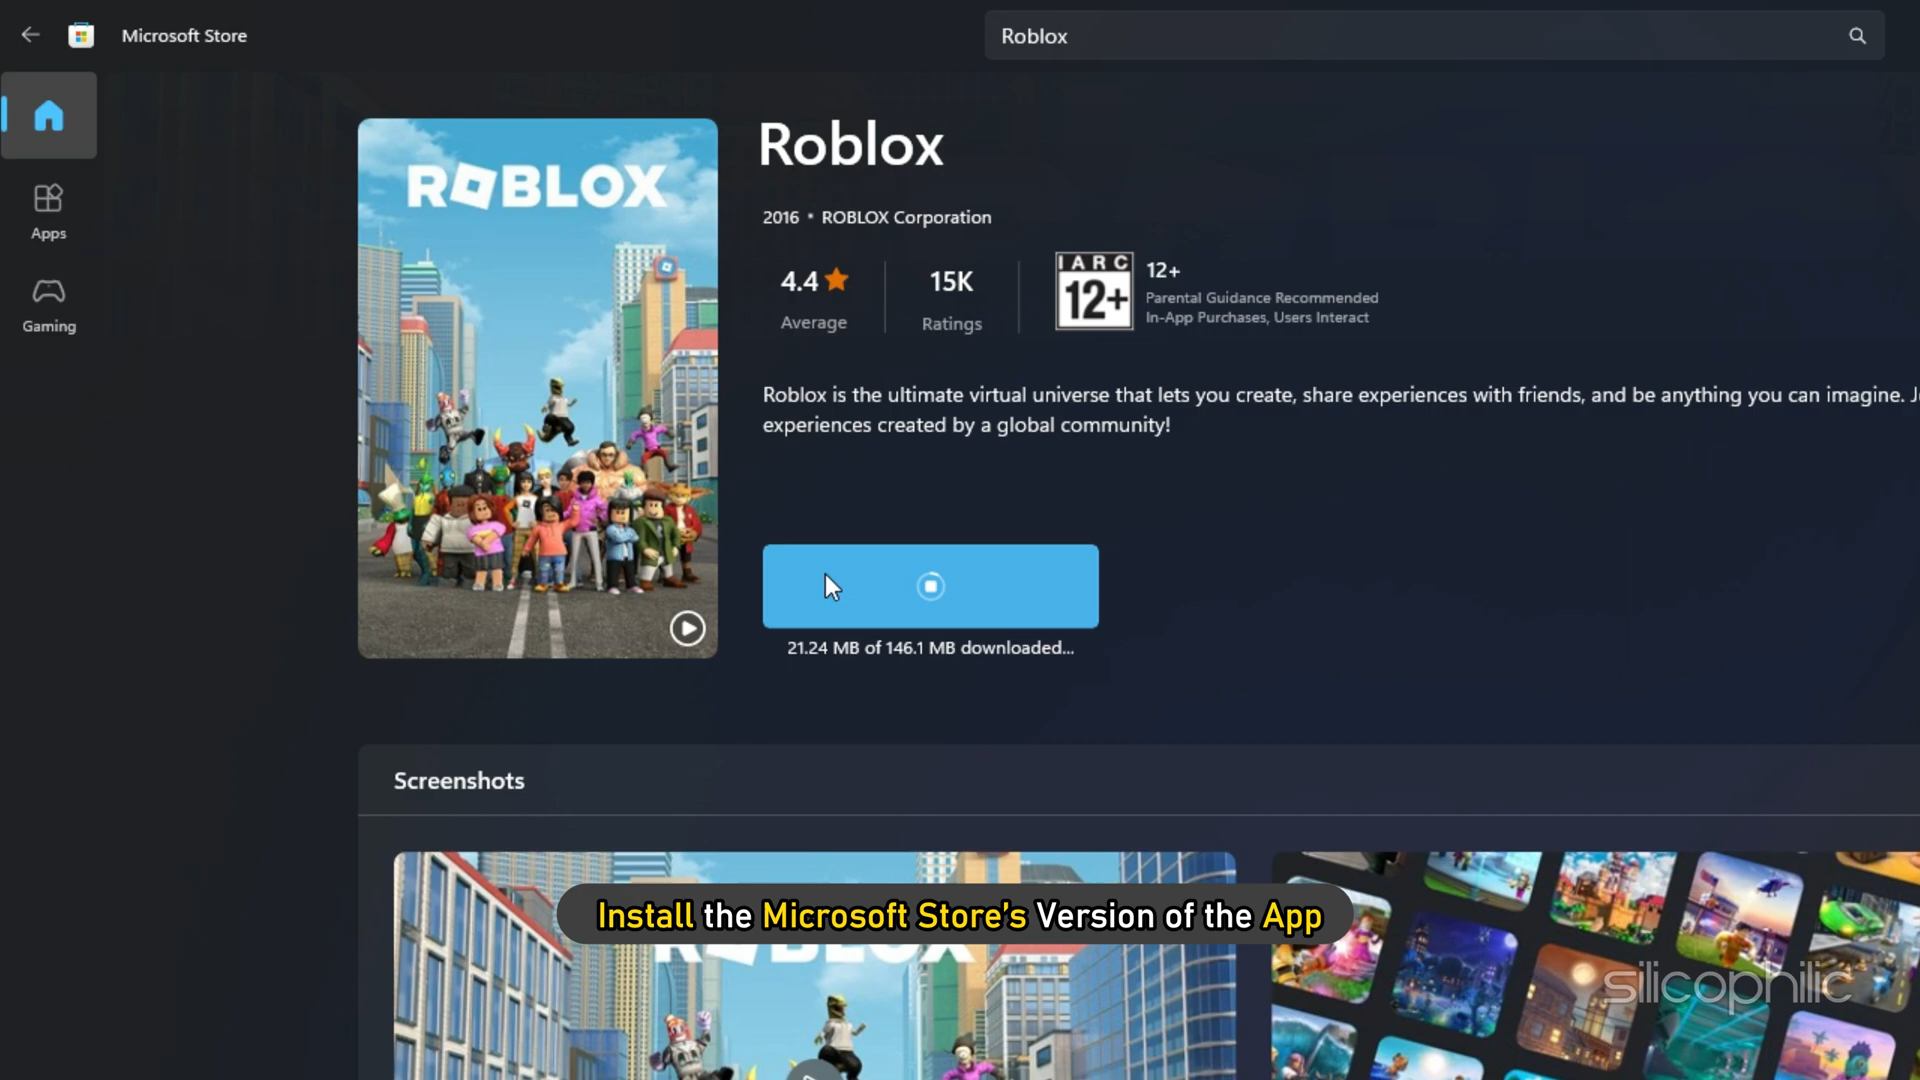 Microsoft Store
Roblox
Apps
Gaming
ROBLOX
Roblox
2016 • ROBLOX Corporation
4.4
Average
15K
Ratings
IARC
12+
12+
Parental Guidance Recommended
In-App Purchases, Users Interact
Roblox is the ultimate virtual universe that lets you create, share experiences with friends, and be anything you can imagine.
experiences created by a global community!
21.24 MB of 146.1 MB downloaded...
Screenshots
Install the Microsoft Store's Version of the App
ROBLOX
silicophilic